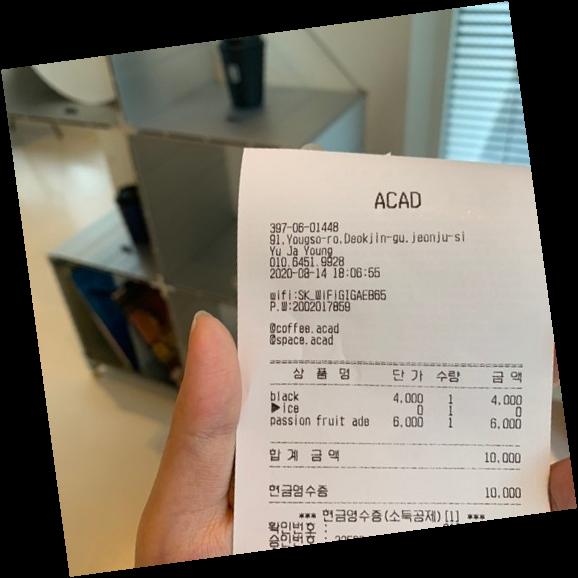 ACAD
397-06-01448
91,Yougso-ro,Deokjin-gu,jeonju-si
Yu Ja Young
010.6451.9928
2020-08-14 18:06:55
wifi:SK_WiFiGIGAEB65
P.W:2002017859
@coffee.acad
@space.acad
상 품 명 단 가 수량 금 액
black 4,000 1 4,000
▶ice 0 1 0
passion fruit ade 6,000 1 6,000
합 계 금 액 10,000
현금영수증 10,000
*** 현금영수증(소득공제) [1] ***
확인번호 :
승인번호 :